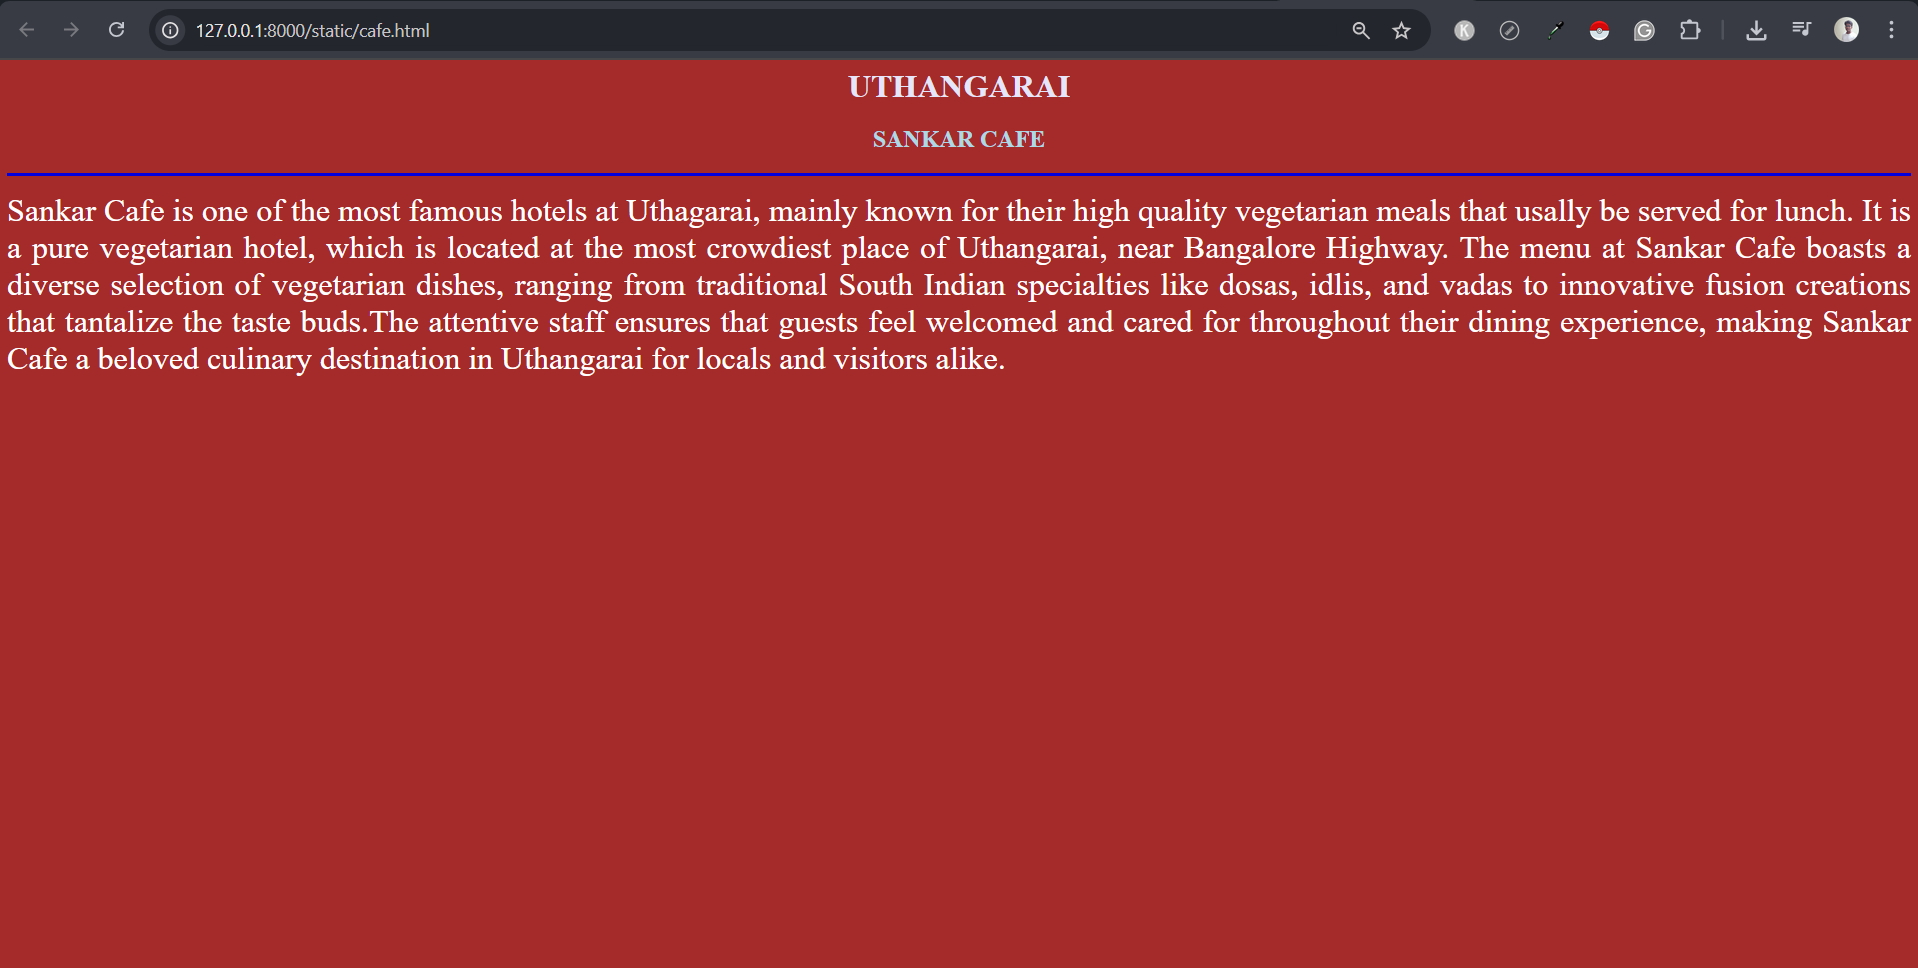 127.0.0.1:8000/static/cafe.html
UTHANGARAI
SANKAR CAFE
Sankar Cafe is one of the most famous hotels at Uthagarai, mainly known for their high quality vegetarian meals that usally be served for lunch. It is
a pure vegetarian hotel, which is located at the most crowdiest place of Uthangarai, near Bangalore Highway. The menu at Sankar Cafe boasts a
diverse selection of vegetarian dishes, ranging from traditional South Indian specialties like dosas, idlis, and vadas to innovative fusion creations
that tantalize the taste buds.The attentive staff ensures that guests feel welcomed and cared for throughout their dining experience, making Sankar
Cafe a beloved culinary destination in Uthangarai for locals and visitors alike.